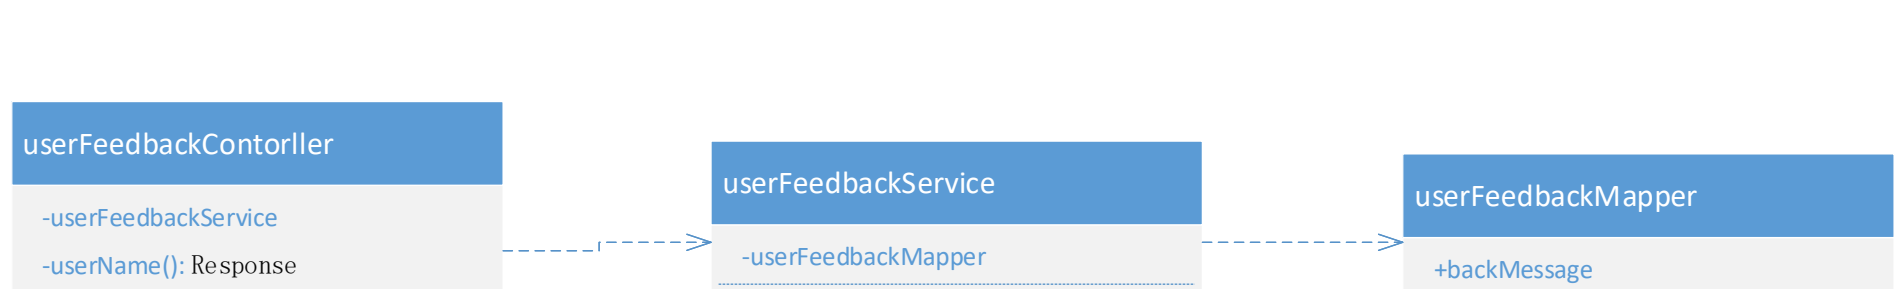 userFeedbackContorller
-userFeedbackService
-userName(): Response
userFeedbackService
-userFeedbackMapper
userFeedbackMapper
+backMessage